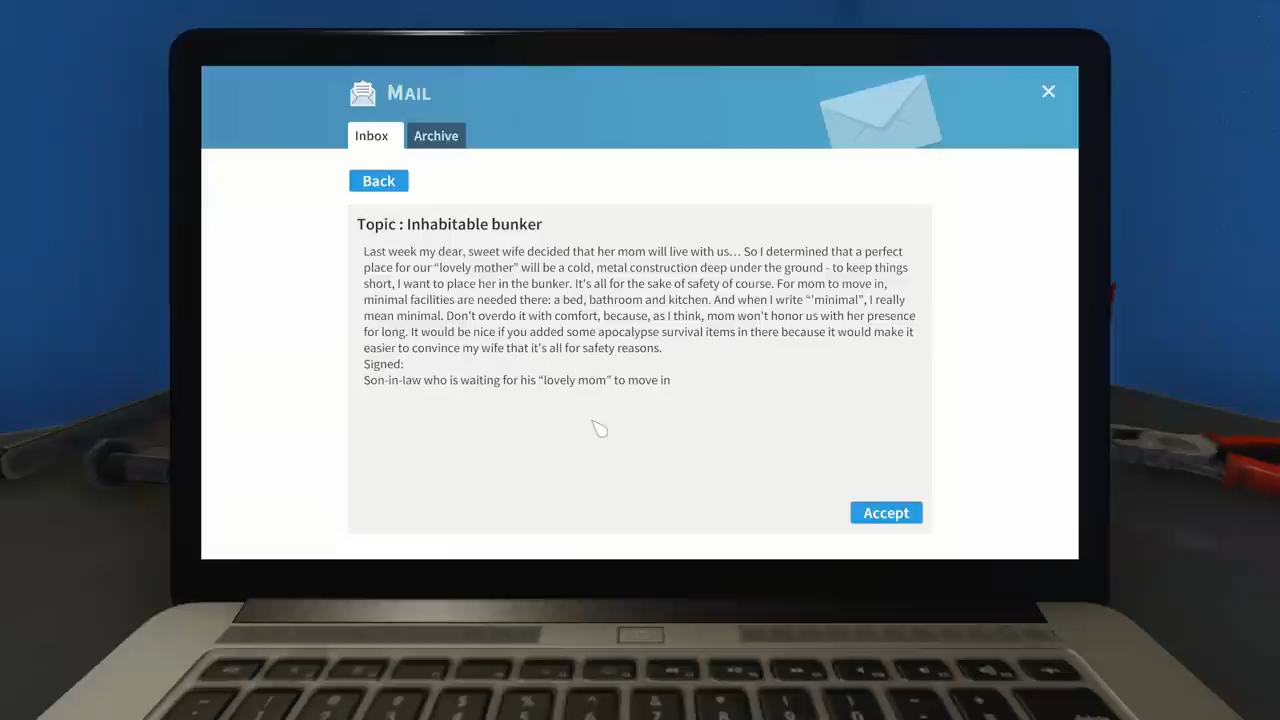 MAIL
Inbox
Archive
Back
Topic : Inhabitable bunker
Last week my dear, sweet wife decided that her mom will live with us... So I determined that a perfect
place for our “lovely mother” will be a cold, metal construction deep under the ground - to keep things
short, I want to place her in the bunker. It's all for the sake of safety of course. For mom to move in,
minimal facilities are needed there: a bed, bathroom and kitchen. And when I write “'minimal”, I really
mean minimal. Don't overdo it with comfort, because, as I think, mom won't honor us with her presence
for long. It would be nice if you added some apocalypse survival items in there because it would make it
easier to convince my wife that it's all for safety reasons.
Signed:
Son-in-law who is waiting for his “lovely mom” to move in
Accept